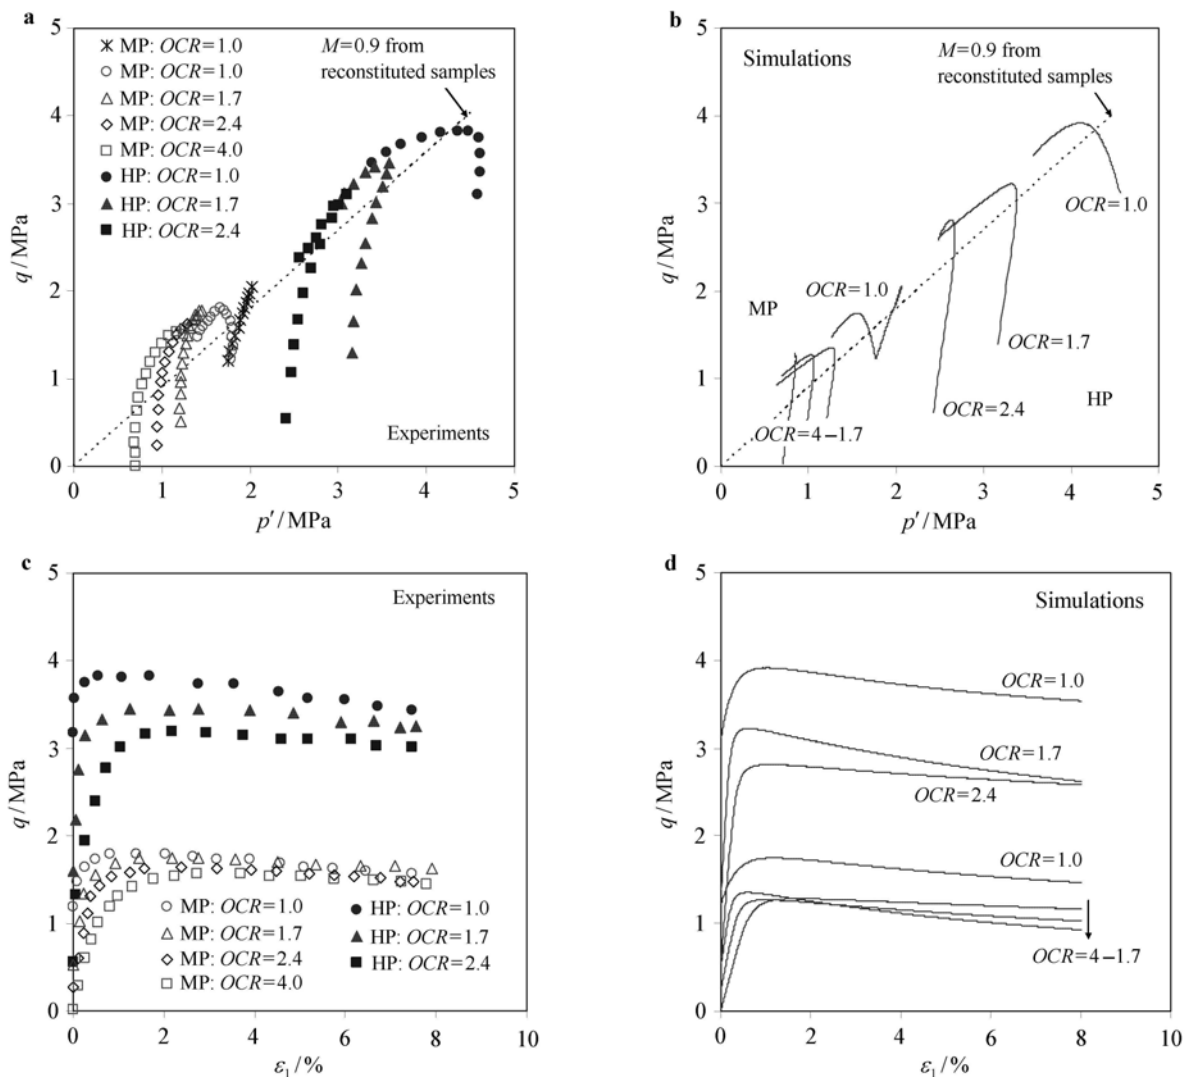 a
5
4
3
2
1
0
q/MPa
MP: OCR=1.0
MP: OCR=1.0
MP: OCR=1.7
MP: OCR=2.4
MP: OCR=4.0
HP: OCR=1.0
HP: OCR=1.7
HP: OCR=2.4
M=0.9 from
reconstituted samples
Experiments
0 1 2 3 4 5
p′/MPa
b
5
4
3
2
1
0
q/MPa
Simulations
M=0.9 from
reconstituted samples
OCR=1.0
OCR=1.0
MP
OCR=1.7
HP
OCR=2.4
OCR=4−1.7
0 1 2 3 4 5
p′/MPa
c
5
4
3
2
1
0
q/MPa
Experiments
MP: OCR=1.0
MP: OCR=1.7
MP: OCR=2.4
MP: OCR=4.0
HP: OCR=1.0
HP: OCR=1.7
HP: OCR=2.4
0 2 4 6 8 10
ε₁/%
d
5
4
3
2
1
0
q/MPa
Simulations
OCR=1.0
OCR=1.7
OCR=2.4
OCR=1.0
OCR=4−1.7
0 2 4 6 8 10
ε₁/%